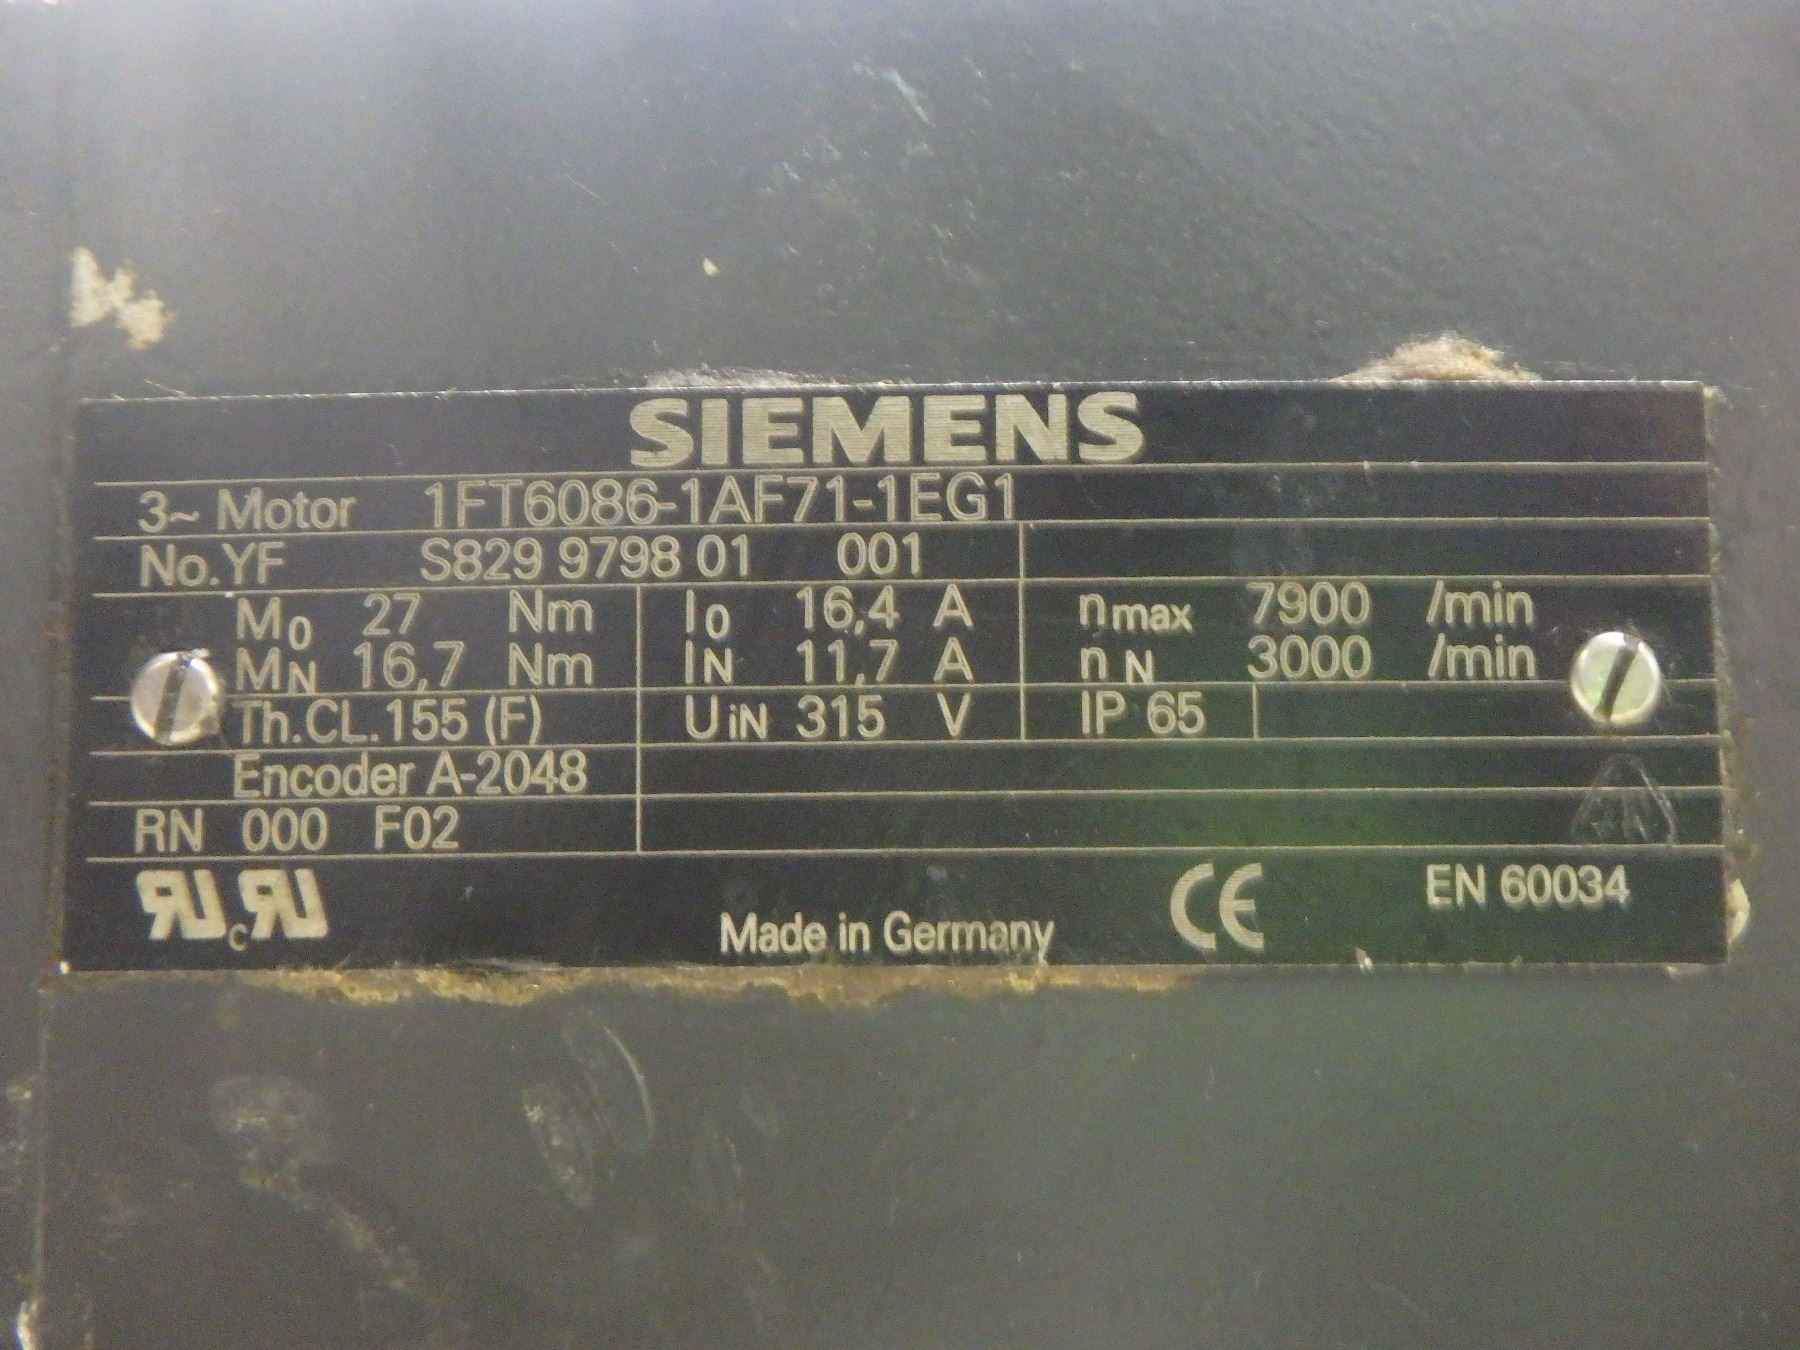 SIEMENS
3~ Motor 1FT6086-1AF71-1EG1
No.YF S829 9798 01 001
M0 27 Nm I0 16,4 A nmax 7900 /min
MN 16,7 Nm IN 11,7 A nN 3000 /min
Th.CL.155 (F) UiN 315 V IP 65
Encoder A-2048
RN 000 F02
RU cRU CE EN 60034
Made in Germany